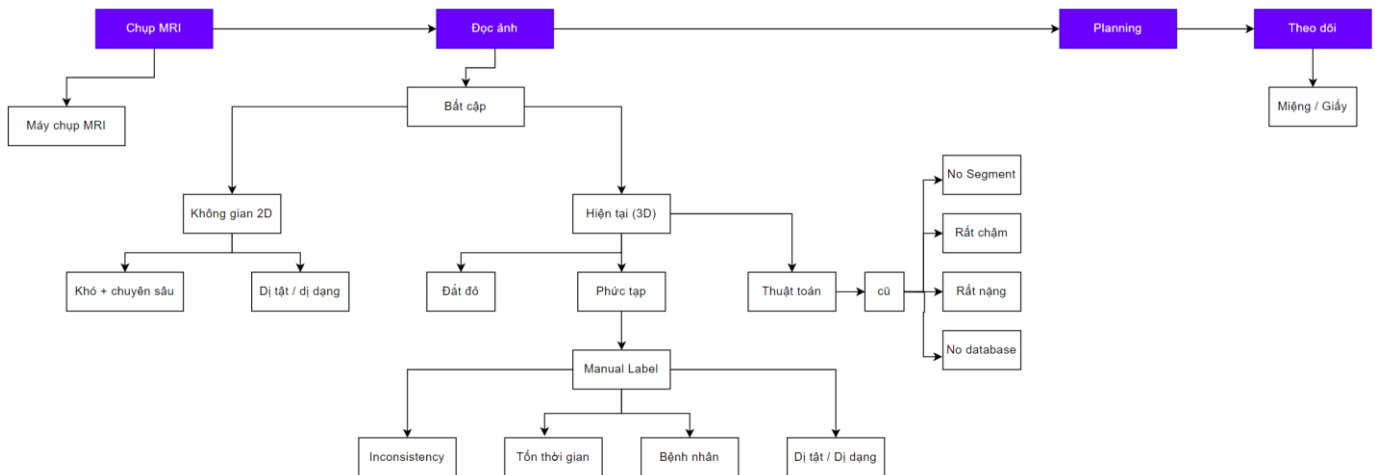 Chụp MRI
Đọc ảnh
Planning
Theo dõi
Máy chụp MRI
Bất cập
Miệng / Giấy
Không gian 2D
Hiện tại (3D)
No Segment
Rất chậm
Khó + chuyên sâu
Dị tật / dị dạng
Đắt đỏ
Phức tạp
Thuật toán
cũ
Rất nặng
No database
Manual Label
Inconsistency
Tốn thời gian
Bệnh nhân
Dị tật / Dị dạng